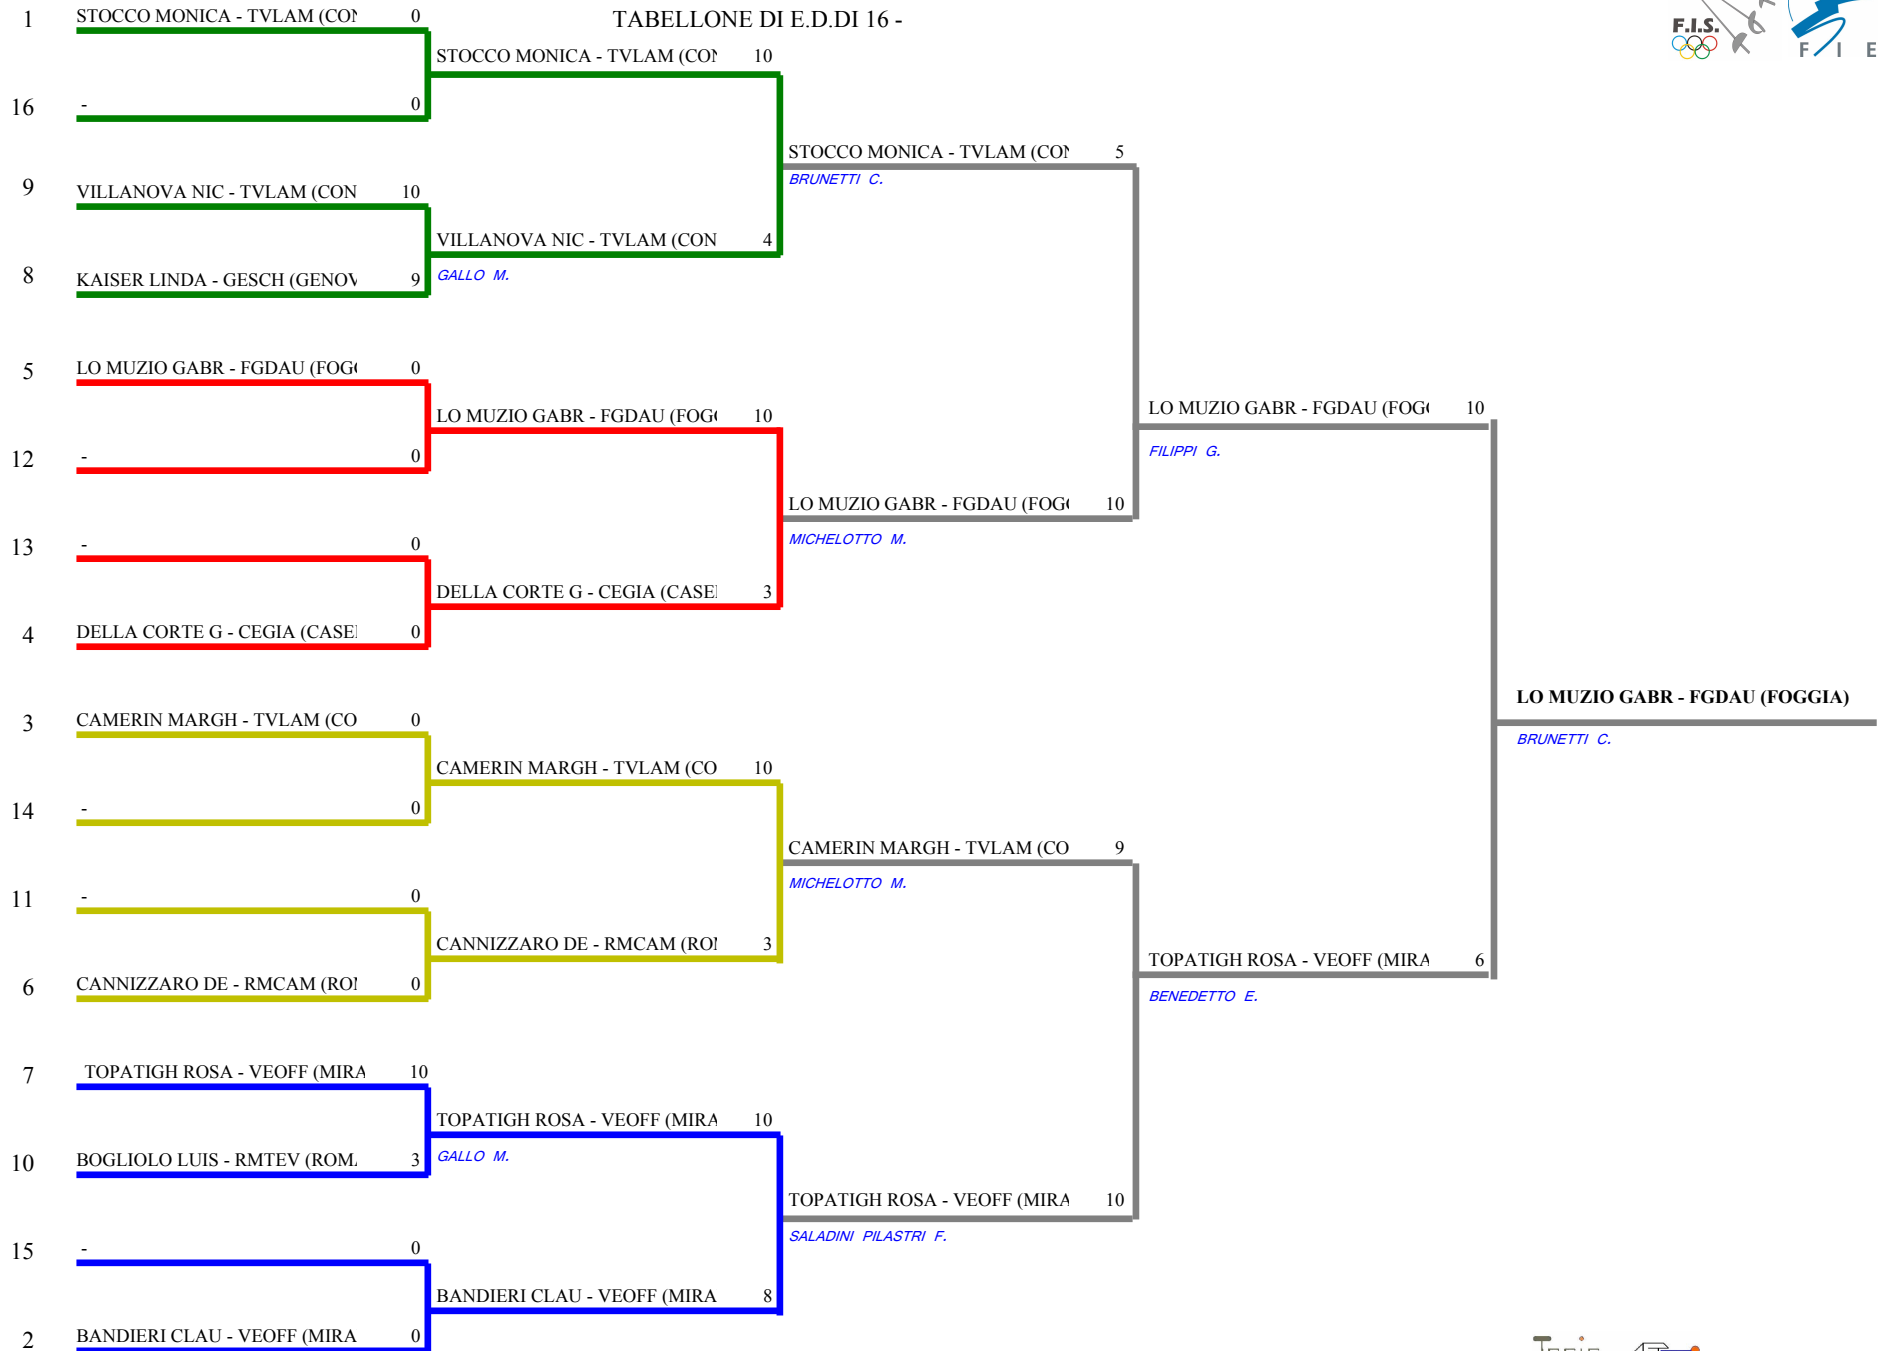 TABELLONE DI E.D.DI 16 -
F.I.S.
F I E
1 STOCCO MONICA - TVLAM (CON 0
STOCCO MONICA - TVLAM (CON 10
16 - 0
STOCCO MONICA - TVLAM (CON 5
BRUNETTI C.
9 VILLANOVA NIC - TVLAM (CON 10
VILLANOVA NIC - TVLAM (CON 4
GALLO M.
8 KAISER LINDA - GESCH (GENOV 9
5 LO MUZIO GABR - FGDAU (FOGG 0
LO MUZIO GABR - FGDAU (FOGG 10
LO MUZIO GABR - FGDAU (FOGG 10
FILIPPI G.
12 - 0
LO MUZIO GABR - FGDAU (FOGG 10
MICHELOTTO M.
13 - 0
DELLA CORTE G - CEGIA (CASE 3
4 DELLA CORTE G - CEGIA (CASE 0
LO MUZIO GABR - FGDAU (FOGGIA)
BRUNETTI C.
3 CAMERIN MARGH - TVLAM (CO 0
CAMERIN MARGH - TVLAM (CO 10
14 - 0
CAMERIN MARGH - TVLAM (CO 9
MICHELOTTO M.
11 - 0
CANNIZZARO DE - RMCAM (ROM 3
TOPATIGH ROSA - VEOFF (MIRA 6
BENEDETTO E.
6 CANNIZZARO DE - RMCAM (ROM 0
7 TOPATIGH ROSA - VEOFF (MIRA 10
TOPATIGH ROSA - VEOFF (MIRA 10
GALLO M.
10 BOGLIOLO LUIS - RMTEV (ROMA 3
TOPATIGH ROSA - VEOFF (MIRA 10
SALADINI PILASTRI F.
15 - 0
BANDIERI CLAU - VEOFF (MIRA 8
2 BANDIERI CLAU - VEOFF (MIRA 0